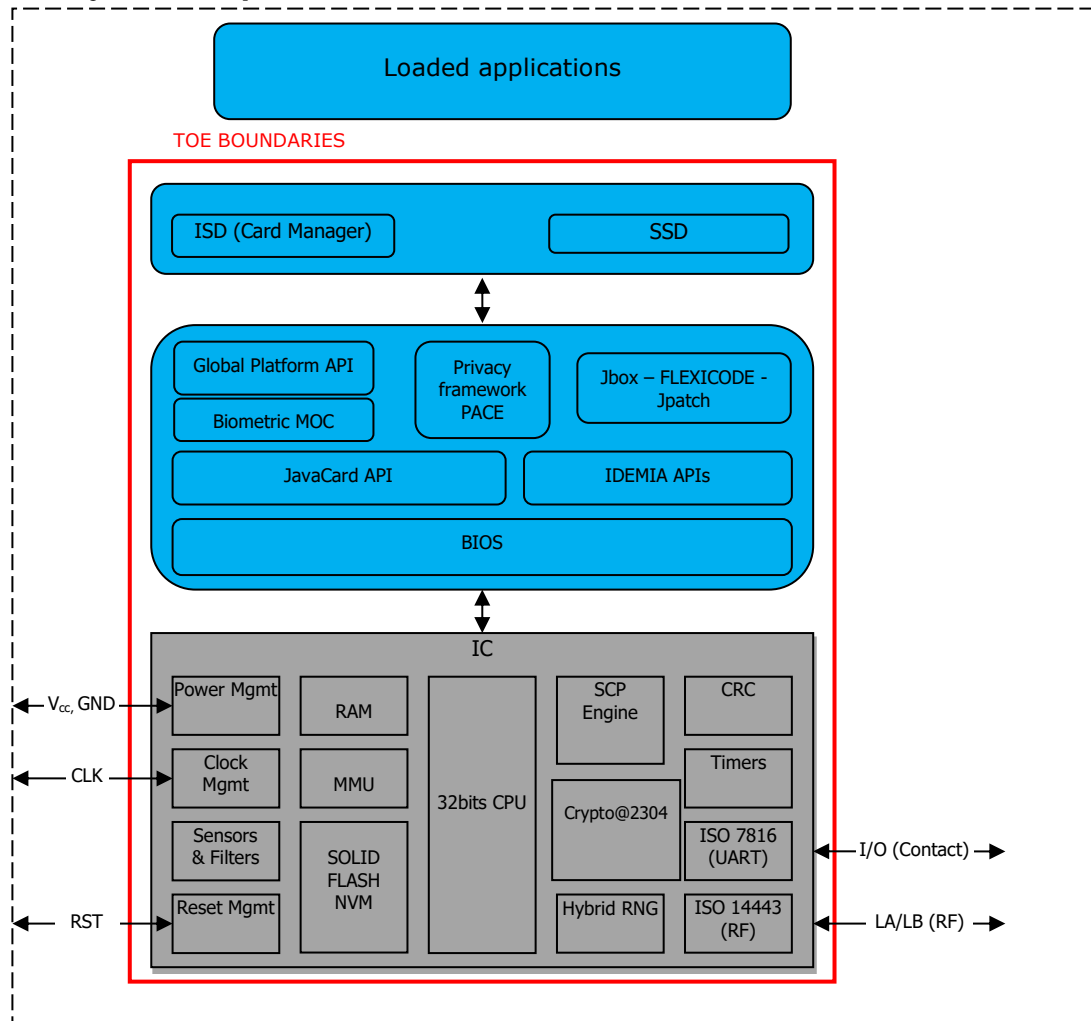 Loaded applications
TOE BOUNDARIES
ISD (Card Manager)
SSD
Global Platform API
Biometric MOC
Privacy
framework
PACE
Jbox – FLEXICODE -
Jpatch
JavaCard API
IDEMIA APIs
BIOS
IC
Power Mgmt
RAM
32bits CPU
SCP
Engine
CRC
Clock
Mgmt
MMU
Crypto@2304
Timers
Sensors
& Filters
SOLID
FLASH
NVM
ISO 7816
(UART)
Reset Mgmt
Hybrid RNG
ISO 14443
(RF)
Vcc, GND
CLK
RST
I/O (Contact)
LA/LB (RF)